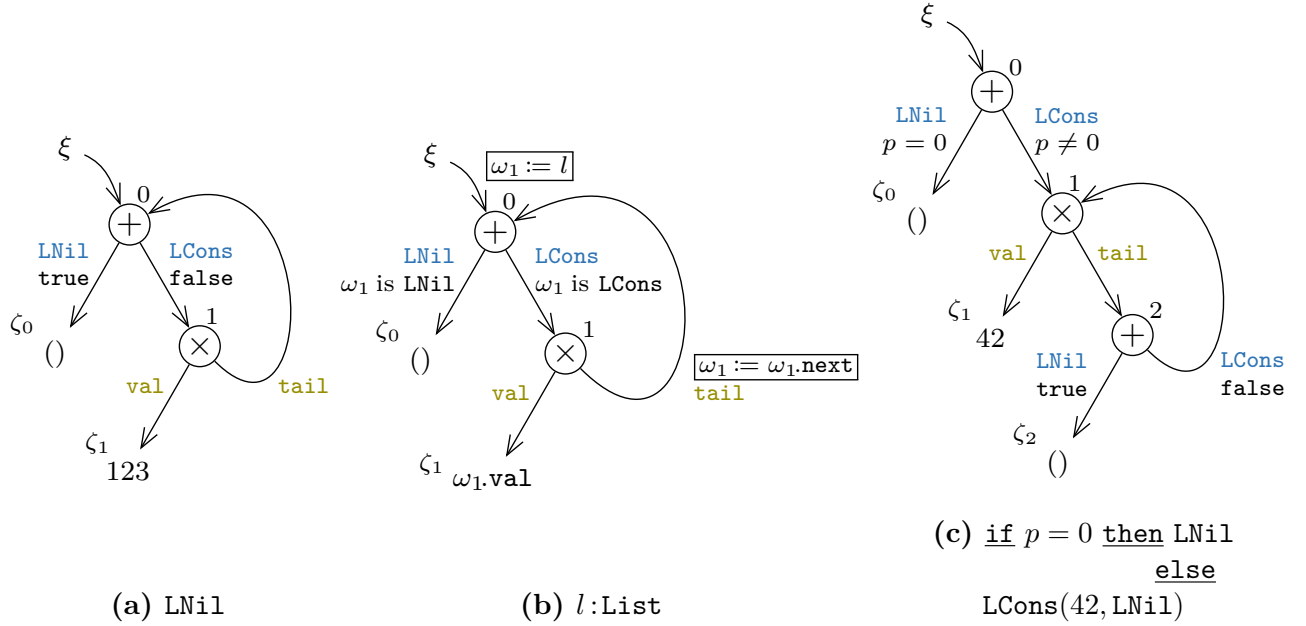 ξ
0
+
LNil
true
LCons
false
ζ₀
()
1
×
val
tail
ζ₁
123
(a) LNil
ξ
ω₁ := l
0
+
LNil
ω₁ is LNil
LCons
ω₁ is LCons
ζ₀
()
1
×
ω₁ := ω₁.next
val
tail
ζ₁
ω₁.val
(b) l:List
ξ
0
+
LNil
p = 0
LCons
p ≠ 0
ζ₀
()
1
×
val
tail
ζ₁
42
2
+
LNil
true
LCons
false
ζ₂
()
(c) if p = 0 then LNil
else
LCons(42, LNil)